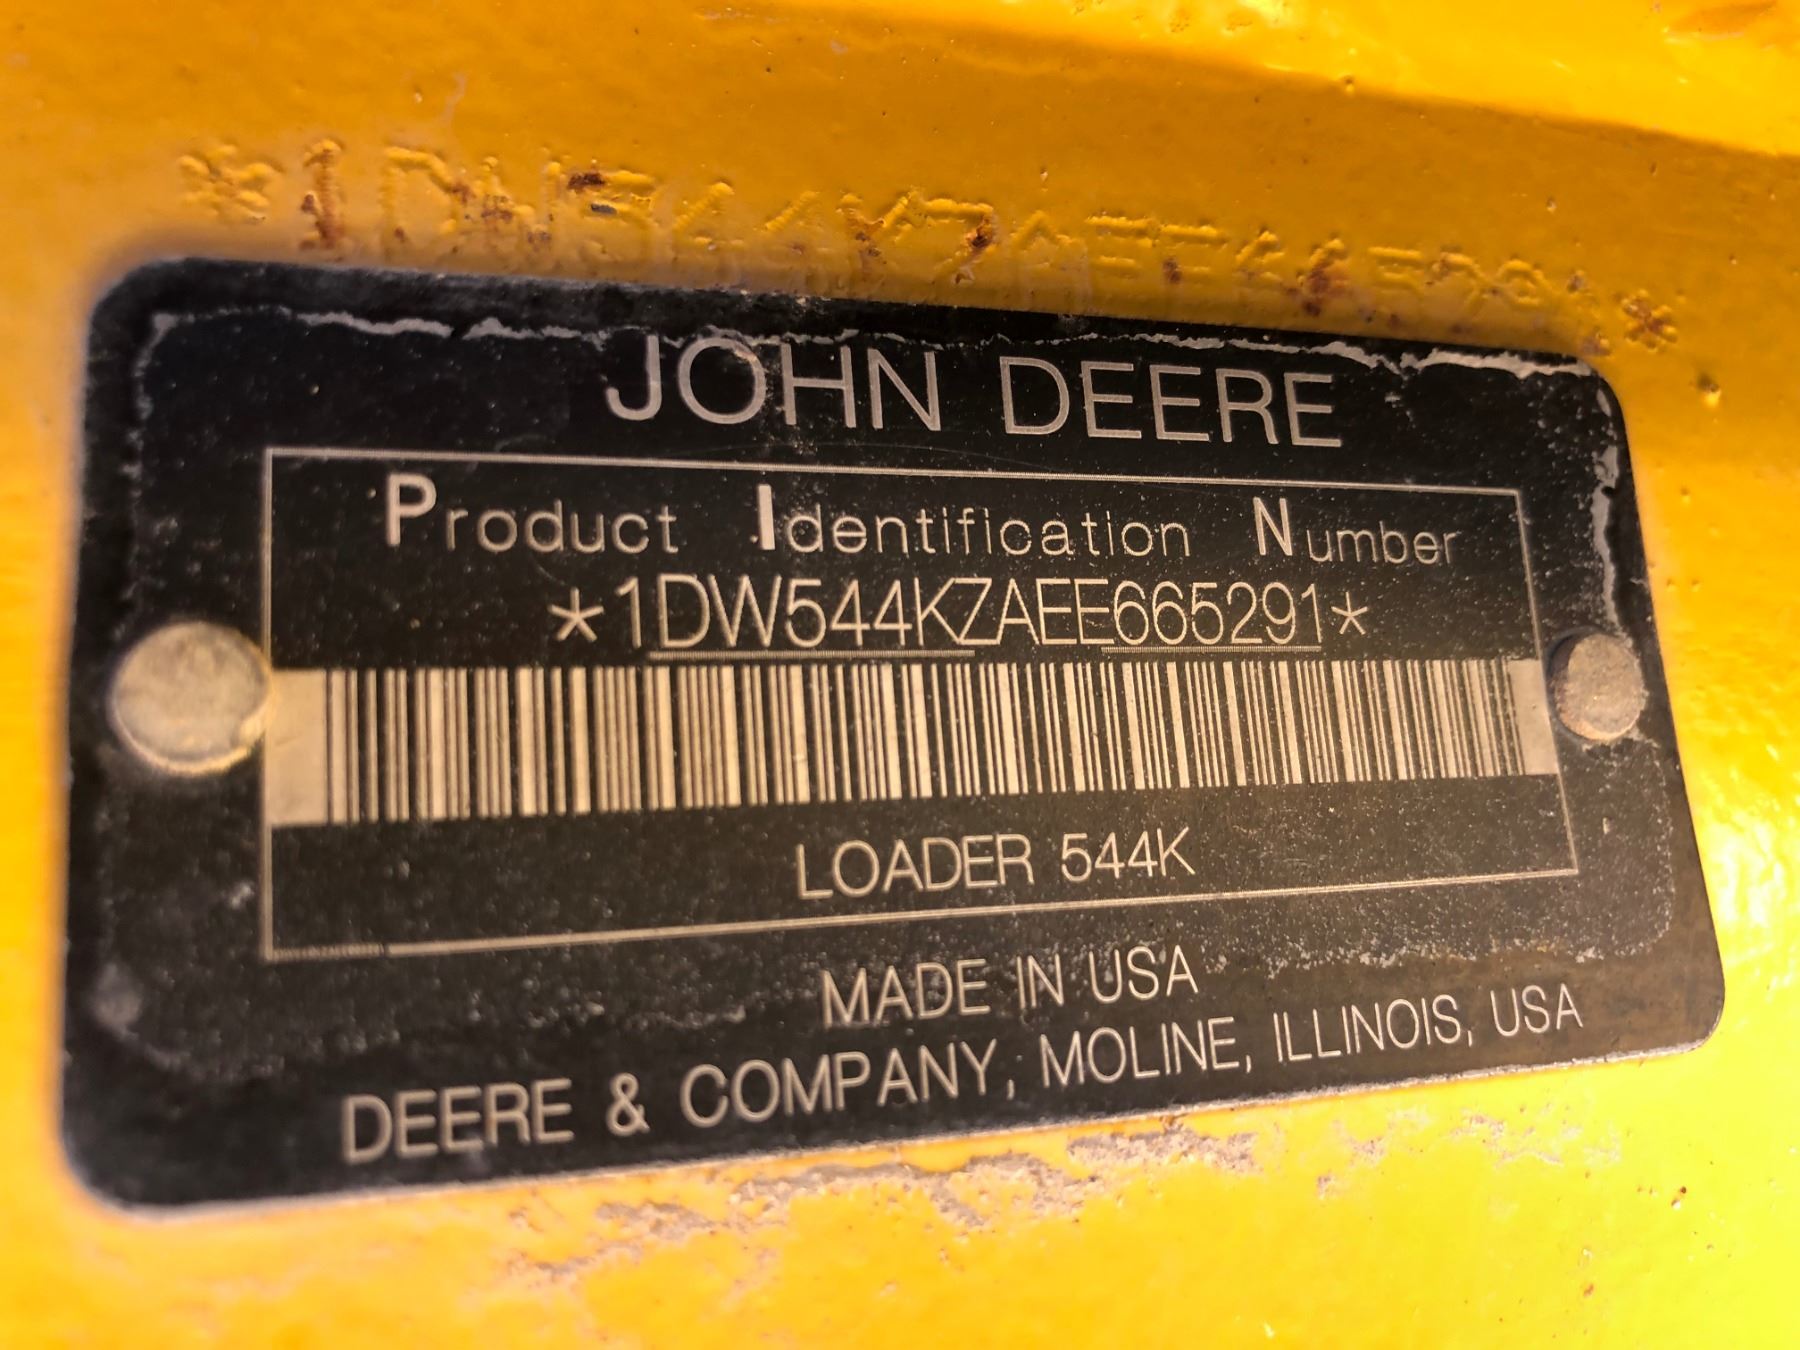 JOHN DEERE
Product Identification Number
*1DW544KZAEE665291*
LOADER 544K
MADE IN USA
DEERE & COMPANY, MOLINE, ILLINOIS, USA